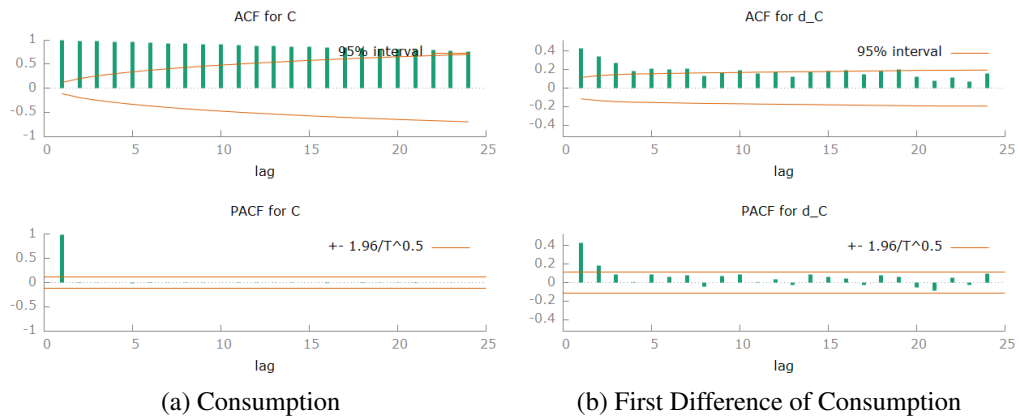 ACF for C
1
0.5
0
-0.5
-1
0 5 10 15 20 25
lag
95% interval
PACF for C
1
0.5
0
-0.5
-1
0 5 10 15 20 25
lag
+- 1.96/T^0.5
(a) Consumption
ACF for d_C
0.4
0.2
0
-0.2
-0.4
0 5 10 15 20 25
lag
95% interval
PACF for d_C
0.4
0.2
0
-0.2
-0.4
0 5 10 15 20 25
lag
+- 1.96/T^0.5
(b) First Difference of Consumption